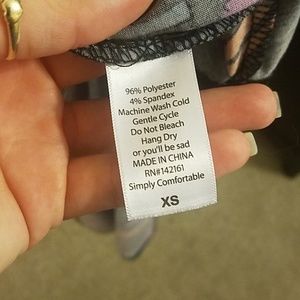 96% Polyester
4% Spandex
Machine Wash Cold
Gentle Cycle
Do Not Bleach
Hang Dry
or you'll be sad
MADE IN CHINA
RN#142161
Simply Comfortable
XS